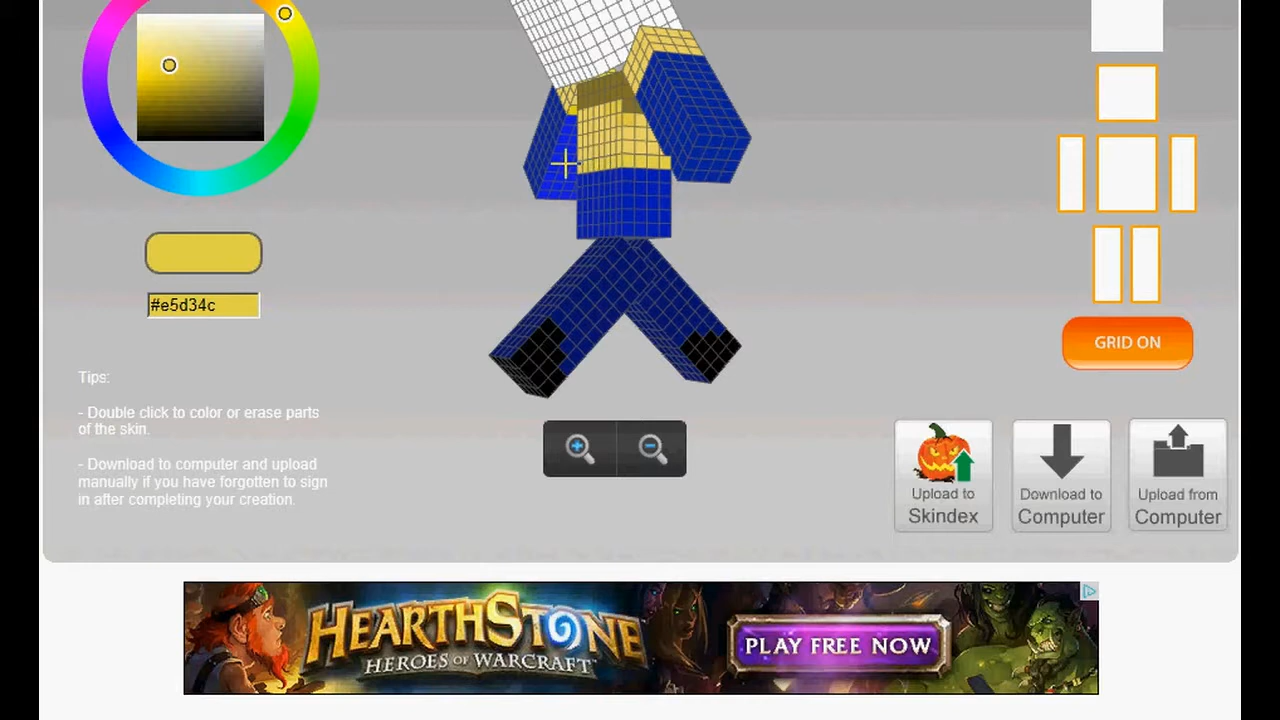 #e5d34c
Tips:
- Double click to color or erase parts
of the skin.
- Download to computer and upload
manually if you have forgotten to sign
in after completing your creation.
GRID ON
Upload to
Skindex
Download to
Computer
Upload from
Computer
HEARTHSTONE
HEROES OF WARCRAFT™
PLAY FREE NOW